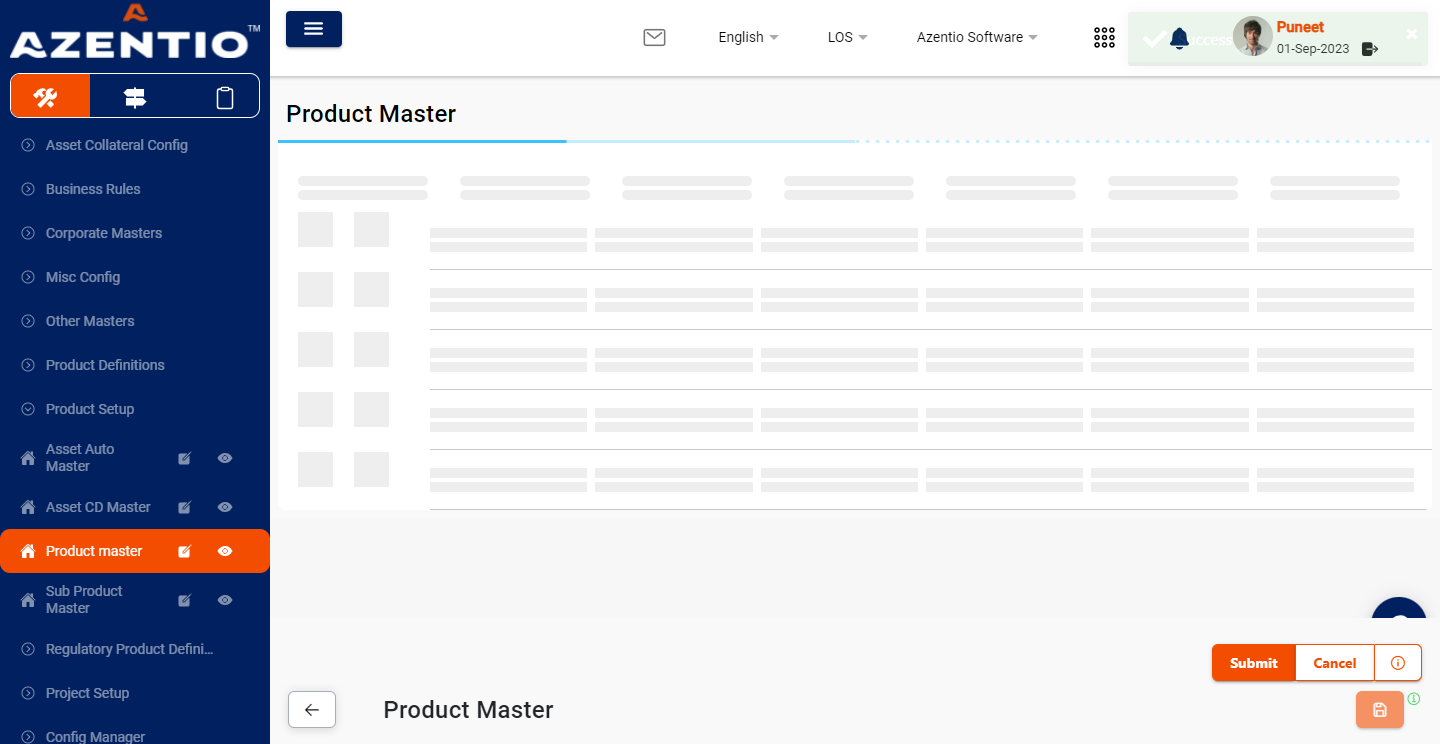 AZENTIO™
English
LOS
Azentio Software
Success
Puneet
01-Sep-2023
Product Master
Asset Collateral Config
Business Rules
Corporate Masters
Misc Config
Other Masters
Product Definitions
Product Setup
Asset Auto
Master
Asset CD Master
Product master
Sub Product
Master
Regulatory Product Defini...
Project Setup
Config Manager
Submit
Cancel
Product Master